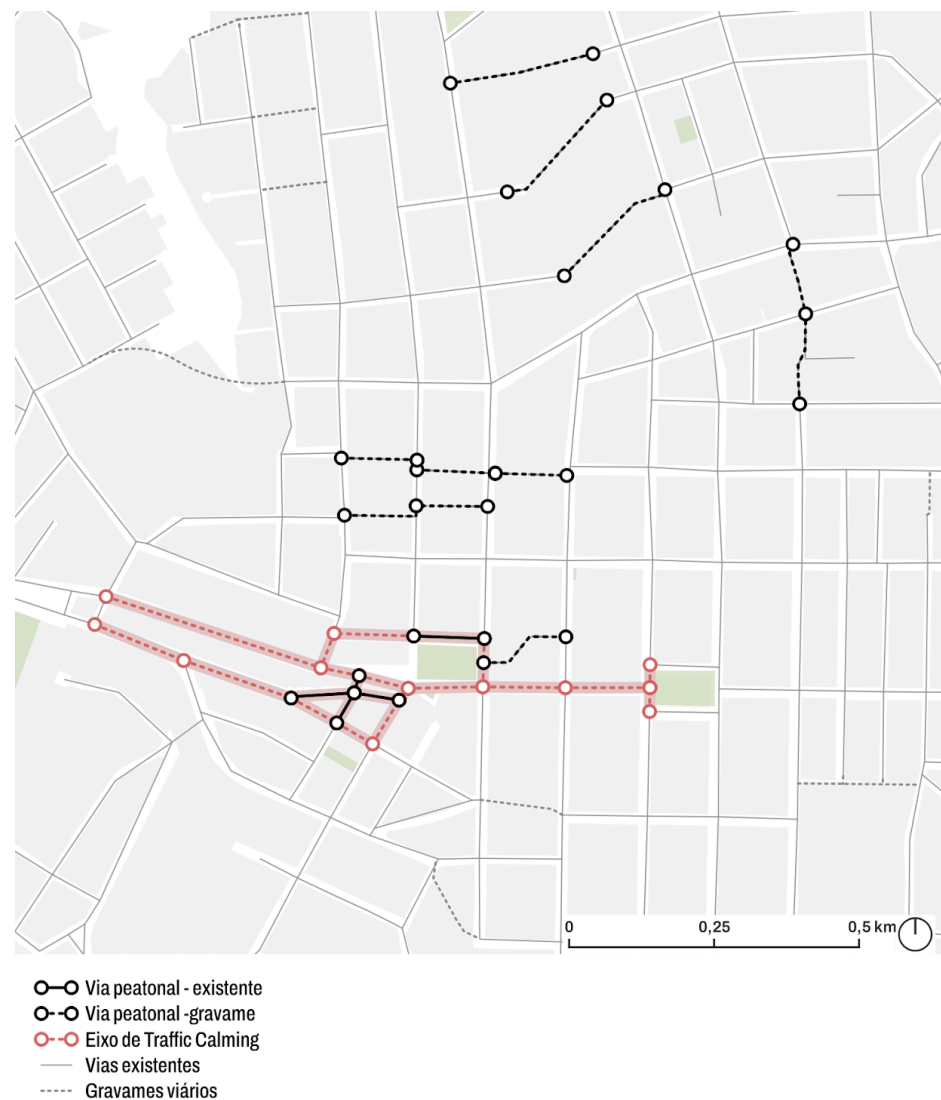 0
0,25
0,5 km
Via peatonal - existente
Via peatonal -gravame
Eixo de Traffic Calming
Vias existentes
Gravames viários